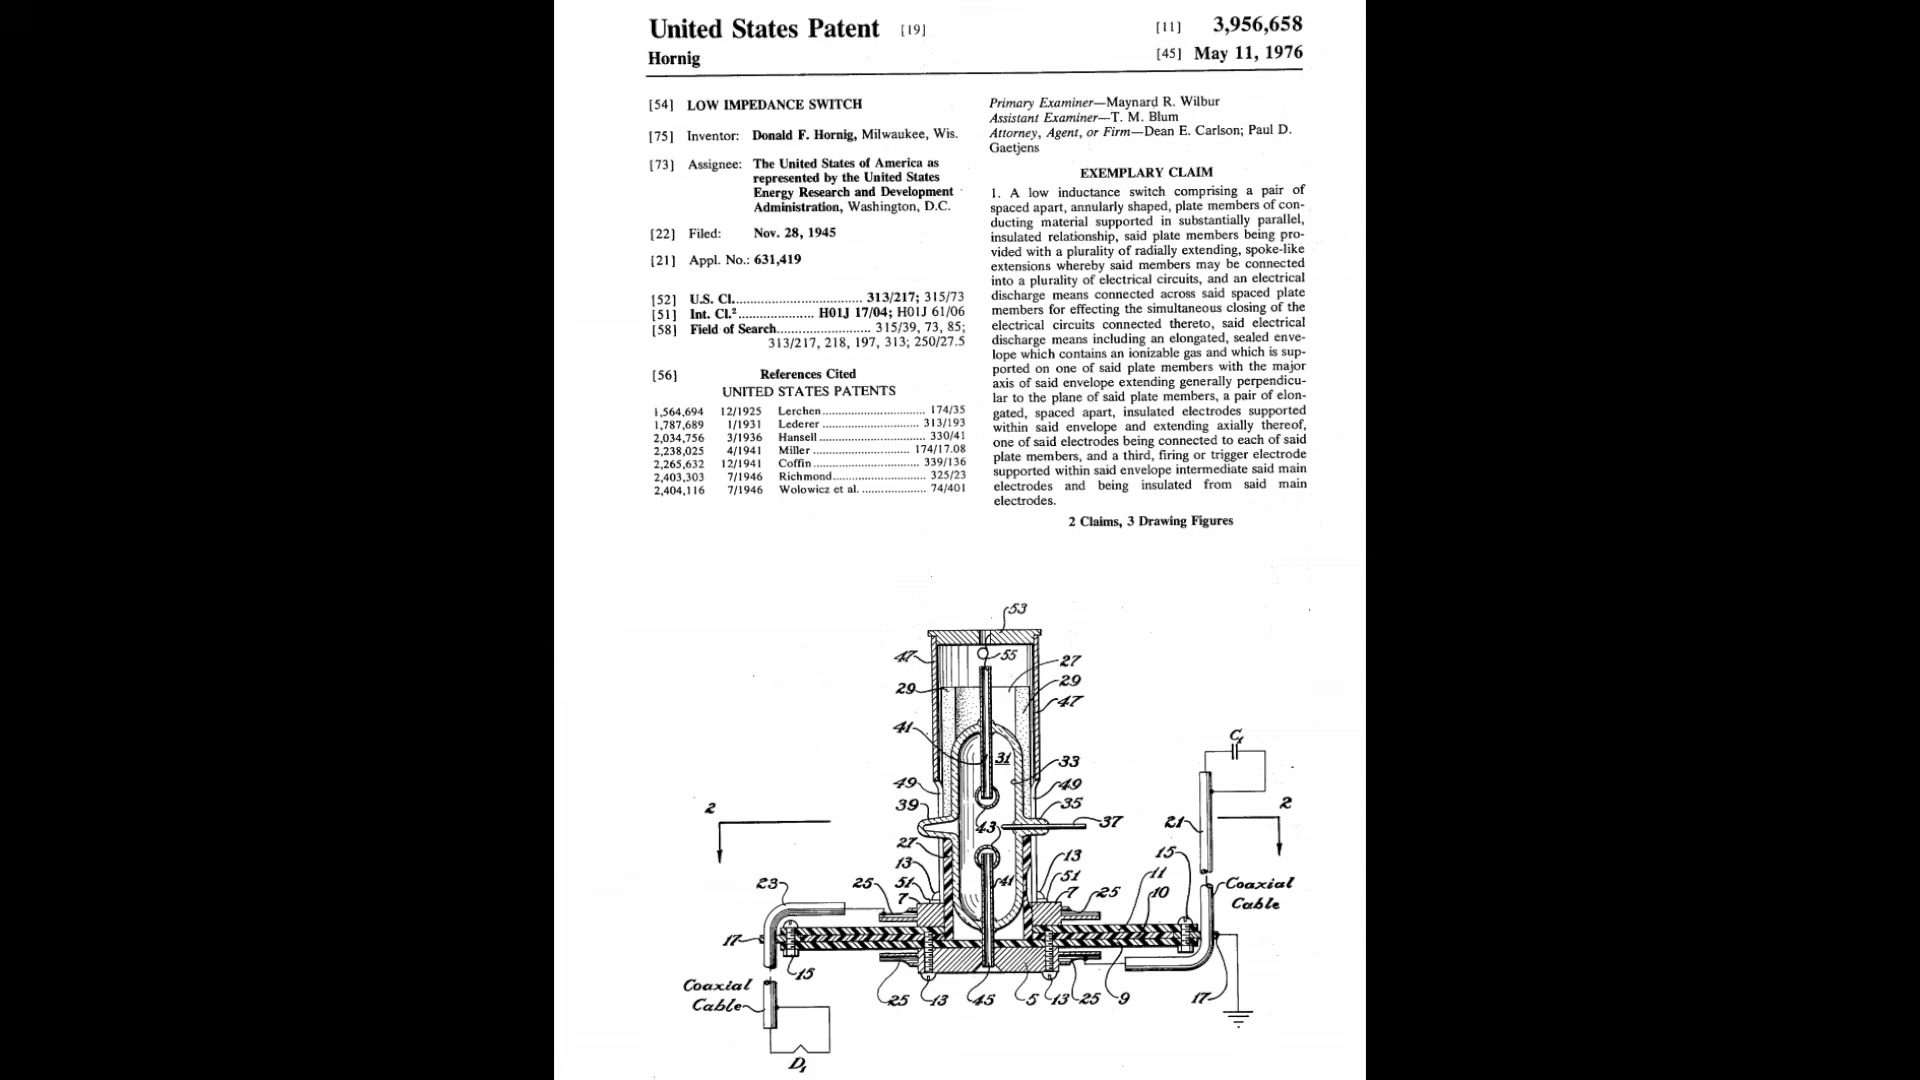 United States Patent [19]
Hornig
[11] 3,956,658
[45] May 11, 1976
[54] LOW IMPEDANCE SWITCH
[75] Inventor: Donald F. Hornig, Milwaukee, Wis.
[73] Assignee: The United States of America as
represented by the United States
Energy Research and Development
Administration, Washington, D.C.
[22] Filed: Nov. 28, 1945
[21] Appl. No.: 631,419
[52] U.S. Cl. 313/217; 315/73
[51] Int. Cl.² H01J 17/04; H01J 61/06
[58] Field of Search 315/39, 73, 85;
313/217, 218, 197, 313; 250/27.5
[56] References Cited
UNITED STATES PATENTS
1,564,694 12/1925 Lerchen 174/35
1,787,689 1/1931 Lederer 313/193
2,034,756 3/1936 Hansell 330/41
2,238,025 4/1941 Miller 174/17.08
2,265,632 12/1941 Coffin 339/136
2,403,303 7/1946 Richmond 325/23
2,404,116 7/1946 Wolowicz et al. 74/401
Primary Examiner—Maynard R. Wilbur
Assistant Examiner—T. M. Blum
Attorney, Agent, or Firm—Dean E. Carlson; Paul D.
Gaetjens
EXEMPLARY CLAIM
1. A low inductance switch comprising a pair of
spaced apart, annularly shaped, plate members of con-
ducting material supported in substantially parallel,
insulated relationship, said plate members being pro-
vided with a plurality of radially extending, spoke-like
extensions whereby said members may be connected
into a plurality of electrical circuits, and an electrical
discharge means connected across said spaced plate
members for effecting the simultaneous closing of the
electrical circuits connected thereto, said electrical
discharge means including an elongated, sealed enve-
lope which contains an ionizable gas and which is sup-
ported on one of said plate members with the major
axis of said envelope extending generally perpendicu-
lar to the plane of said plate members, a pair of elon-
gated, spaced apart, insulated electrodes supported
within said envelope and extending axially thereof,
one of said electrodes being connected to each of said
plate members, and a third, firing or trigger electrode
supported within said envelope intermediate said main
electrodes and being insulated from said main
electrodes.
2 Claims, 3 Drawing Figures
53
47 55 27
29 29
47
41 31 33
C1
49 49
2 39 35 2
43 37 21
27 15
13 13
23 25 51 51 11
7 7 25 10 Coaxial
Cable
41
17
15
Coaxial
Cable 25 13 45 5 13 25 9 17
D1